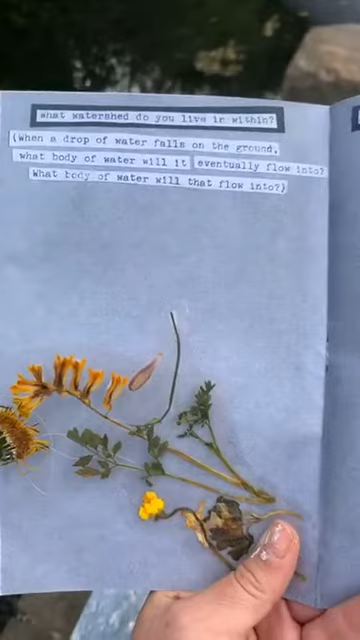 what watershed do you live in within?
(When a drop of water falls on the ground,
what body of water will it eventually flow into?
What body of water will that flow into?)